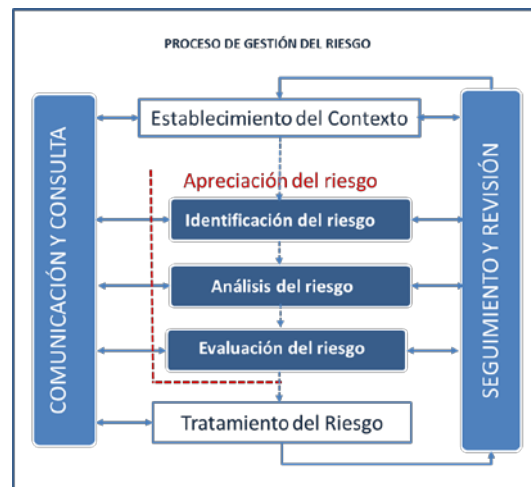 PROCESO DE GESTIÓN DEL RIESGO
COMUNICACIÓN Y CONSULTA
Establecimiento del Contexto
Apreciación del riesgo
Identificación del riesgo
Análisis del riesgo
Evaluación del riesgo
Tratamiento del Riesgo
SEGUIMIENTO Y REVISIÓN